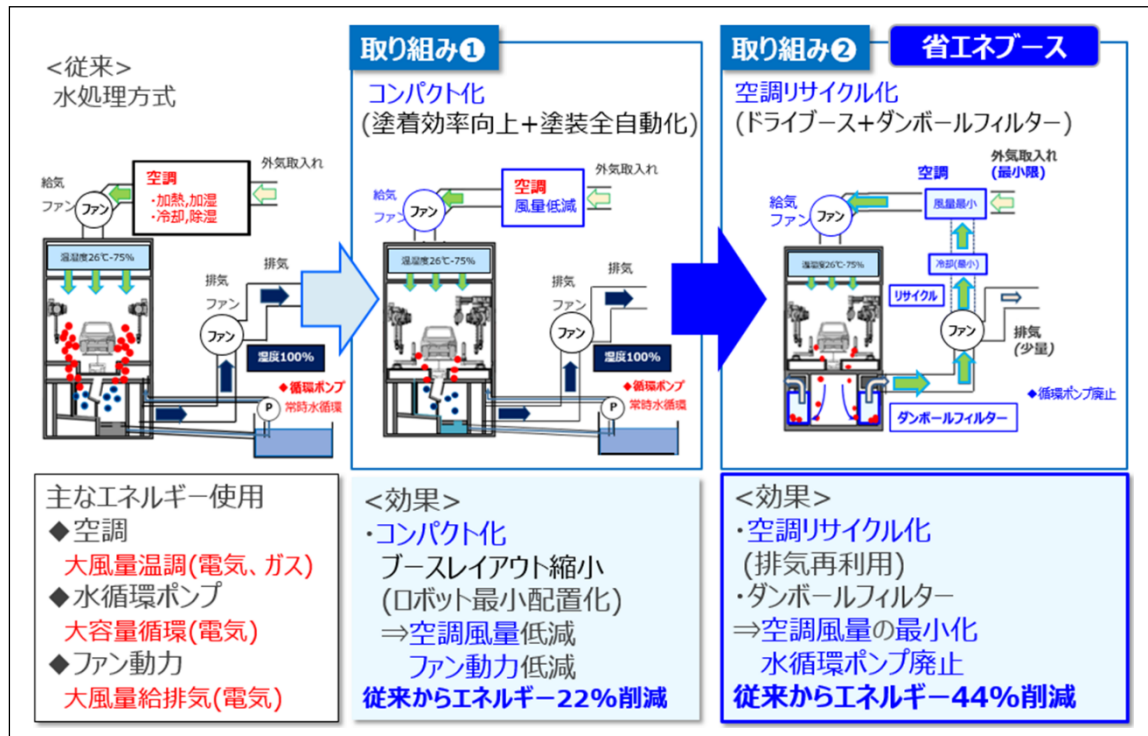 <従来>
水処理方式
給気
ファン
ファン
空調
・加熱,加湿
・冷却,除湿
外気取入れ
温湿度26℃-75%
排気
ファン
ファン
湿度100%
◆循環ポンプ
常時水循環
P
主なエネルギー使用
◆空調
大風量温調(電気、ガス)
◆水循環ポンプ
大容量循環(電気)
◆ファン動力
大風量給排気(電気)
取り組み❶
コンパクト化
(塗着効率向上+塗装全自動化)
給気
ファン
ファン
空調
風量低減
外気取入れ
温湿度26℃-75%
排気
ファン
ファン
湿度100%
◆循環ポンプ
常時水循環
P
<効果>
・コンパクト化
ブースレイアウト縮小
(ロボット最小配置化)
⇒空調風量低減
ファン動力低減
従来からエネルギー22%削減
取り組み❷
省エネブース
空調リサイクル化
(ドライブース+ダンボールフィルター)
給気
ファン
ファン
空調
風量最小
外気取入れ
(最小限)
温湿度26℃-75%
冷却(最小)
リサイクル
ファン
排気
(少量)
◆循環ポンプ廃止
ダンボールフィルター
<効果>
・空調リサイクル化
(排気再利用)
・ダンボールフィルター
⇒空調風量の最小化
水循環ポンプ廃止
従来からエネルギー44%削減